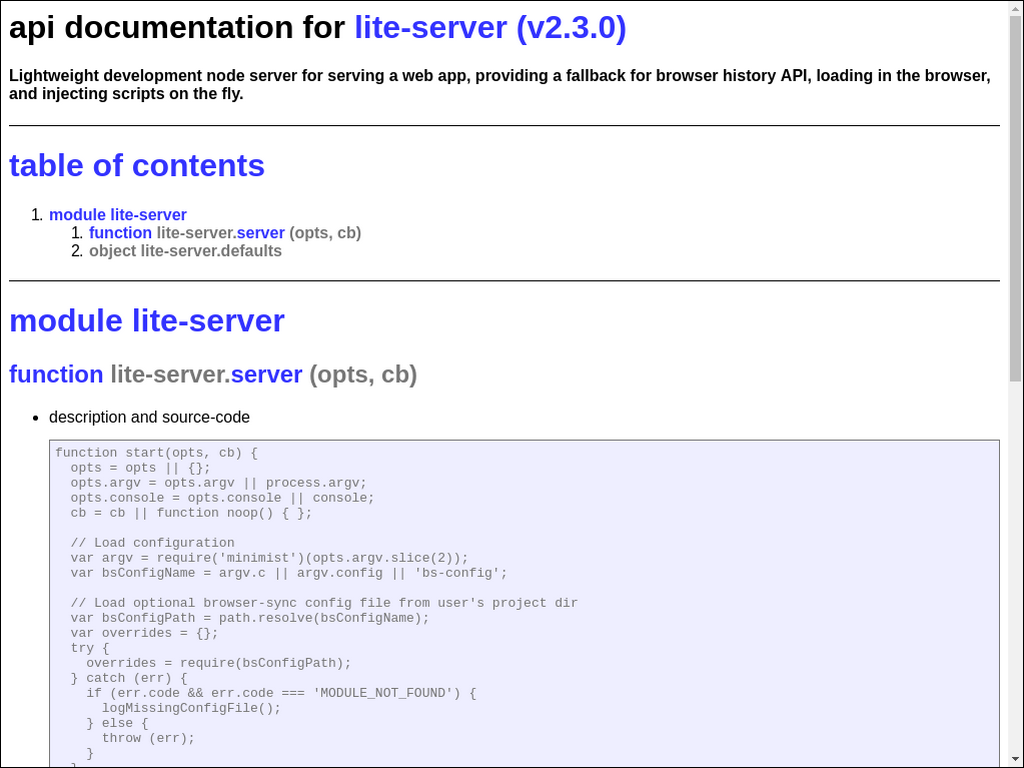 api documentation for lite-server (v2.3.0)
Lightweight development node server for serving a web app, providing a fallback for browser history API, loading in the browser,
and injecting scripts on the fly.
table of contents
1. module lite-server
1. function lite-server.server (opts, cb)
2. object lite-server.defaults
module lite-server
function lite-server.server (opts, cb)
• description and source-code
function start(opts, cb) {
  opts = opts || {};
  opts.argv = opts.argv || process.argv;
  opts.console = opts.console || console;
  cb = cb || function noop() { };

  // Load configuration
  var argv = require('minimist')(opts.argv.slice(2));
  var bsConfigName = argv.c || argv.config || 'bs-config';

  // Load optional browser-sync config file from user's project dir
  var bsConfigPath = path.resolve(bsConfigName);
  var overrides = {};
  try {
    overrides = require(bsConfigPath);
  } catch (err) {
    if (err.code && err.code === 'MODULE_NOT_FOUND') {
      logMissingConfigFile();
    } else {
      throw (err);
    }